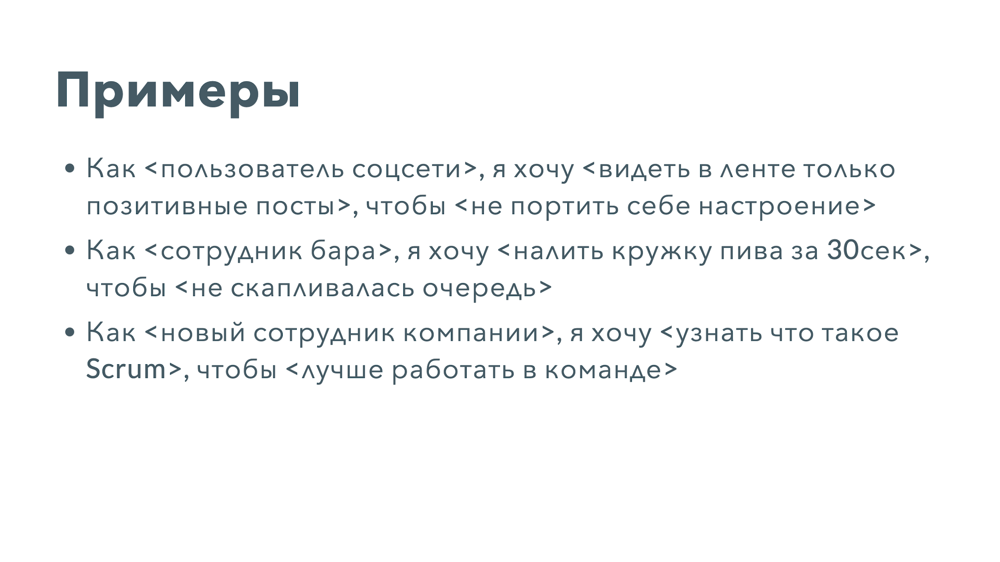 Примеры
• Как <пользователь соцсети>, я хочу <видеть в ленте только
позитивные посты>, чтобы <не портить себе настроение>
• Как <сотрудник бара>, я хочу <налить кружку пива за 30сек>,
чтобы <не скапливалась очередь>
• Как <новый сотрудник компании>, я хочу <узнать что такое
Scrum>, чтобы <лучше работать в команде>